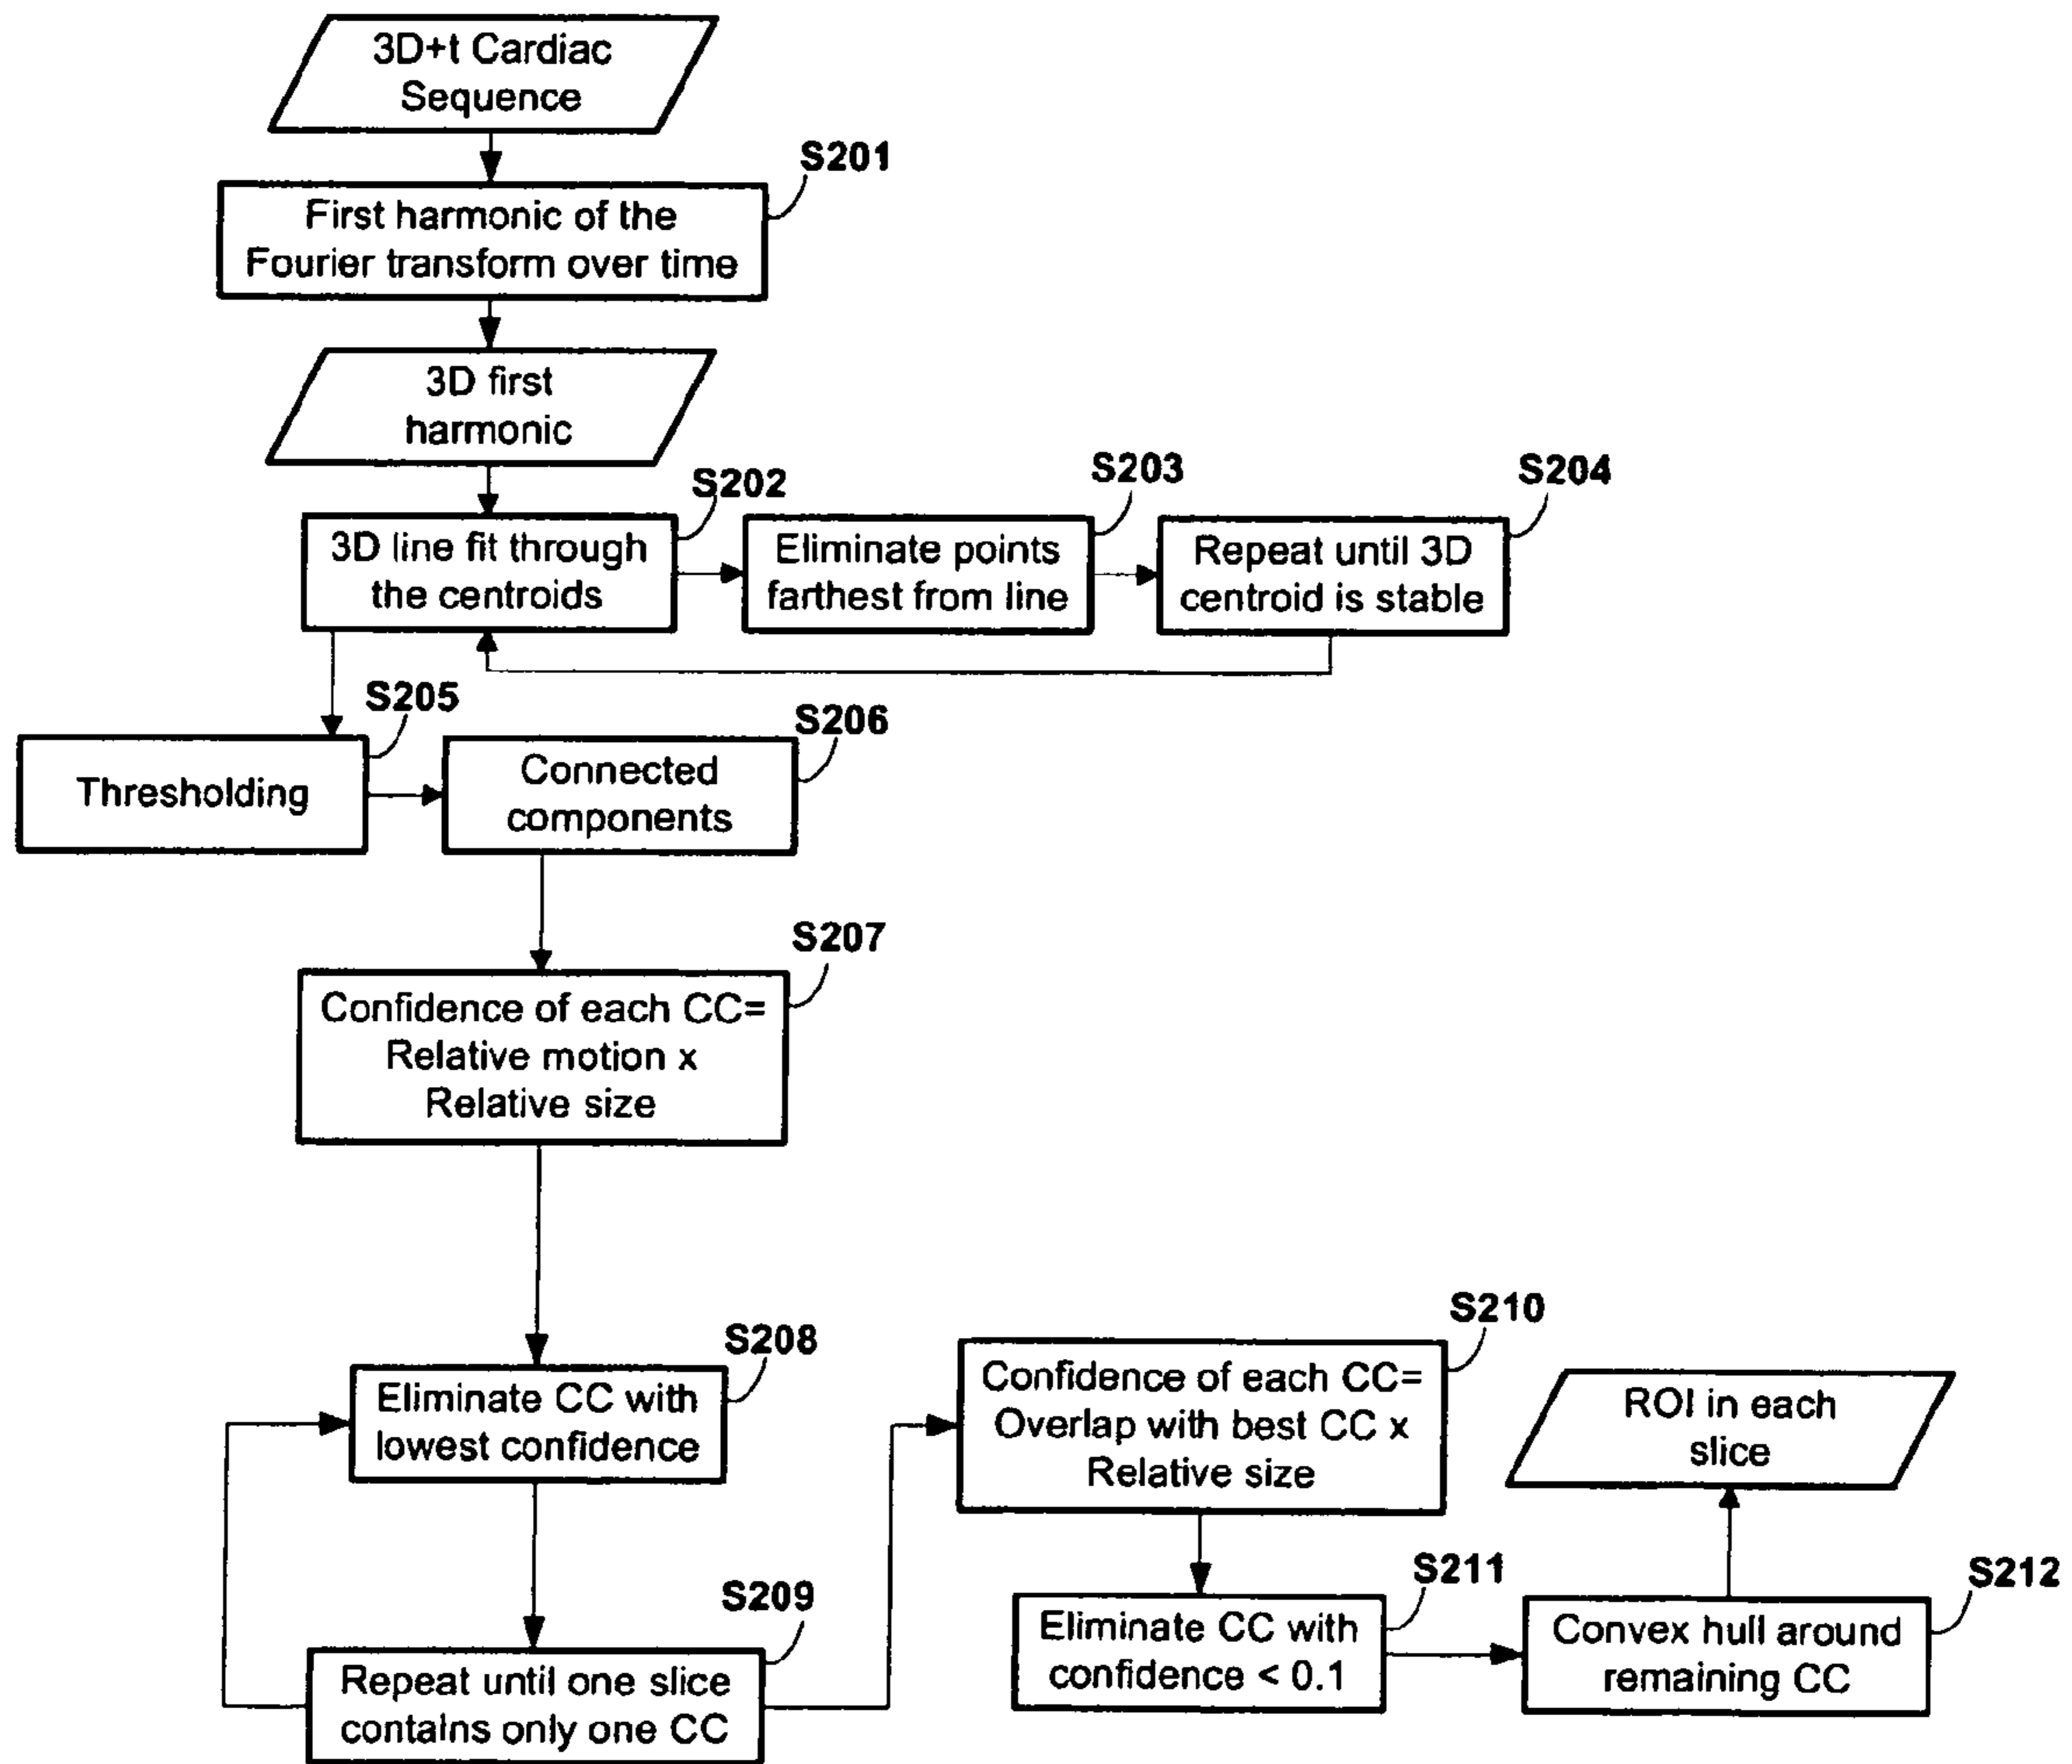 3D+t Cardiac
Sequence
S201
First harmonic of the
Fourier transform over time
3D first
harmonic
S202
3D line fit through
the centroids
S203
Eliminate points
farthest from line
S204
Repeat until 3D
centroid is stable
S205
Thresholding
S206
Connected
components
S207
Confidence of each CC=
Relative motion x
Relative size
S208
Eliminate CC with
lowest confidence
S209
Repeat until one slice
contains only one CC
S210
Confidence of each CC=
Overlap with best CC x
Relative size
S211
Eliminate CC with
confidence < 0.1
S212
Convex hull around
remaining CC
ROI in each
slice